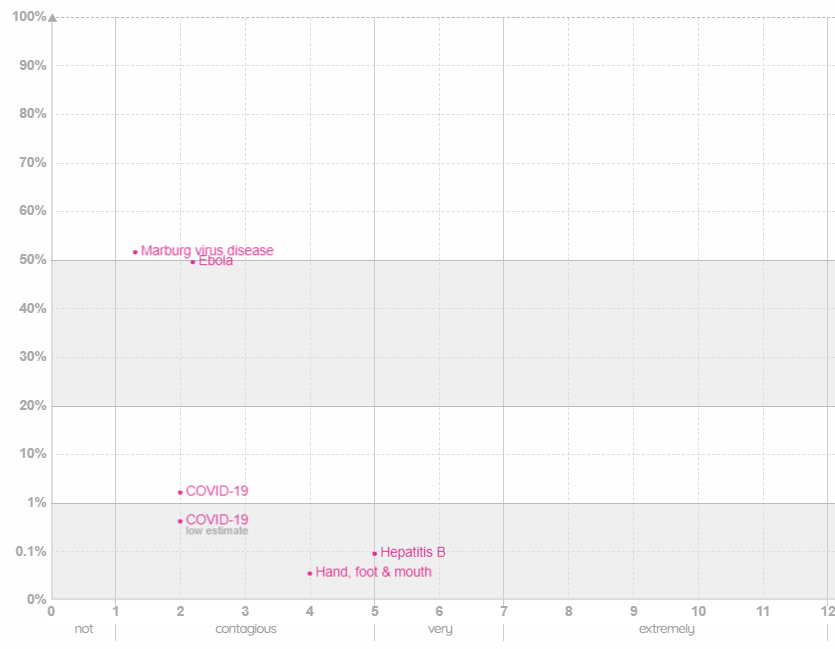 100%
90%
80%
70%
60%
Marburg virus disease
50%
Ebola
40%
30%
20%
10%
COVID-19
1%
COVID-19
low estimate
0.1%
Hepatitis B
Hand, foot & mouth
0%
0 1 2 3 4 5 6 7 8 9 10 11 12
not contagious very extremely